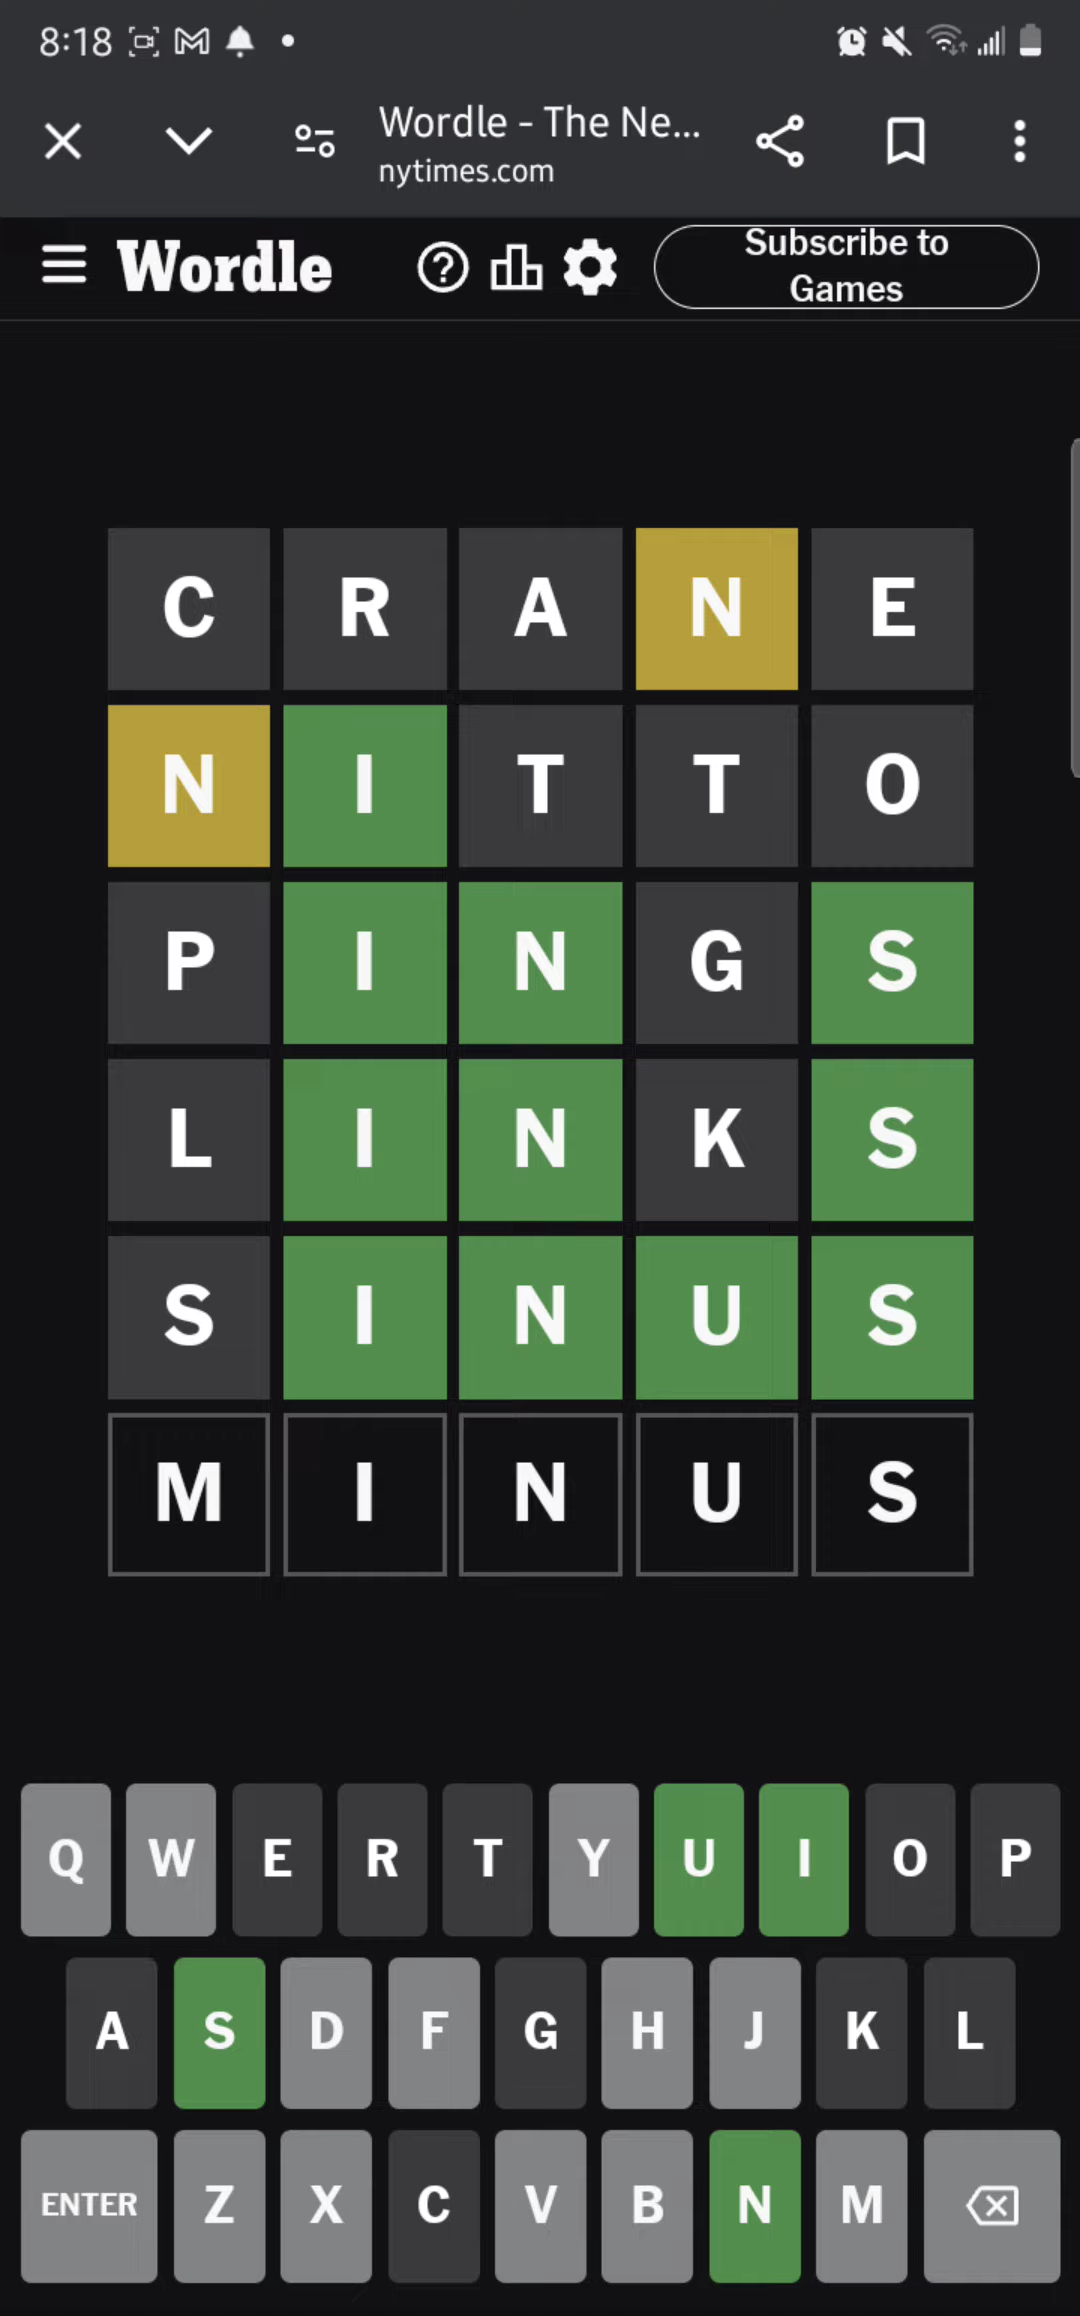 8:18
Wordle - The Ne...
nytimes.com
Wordle
Subscribe to
Games
C R A N E
N I T T O
P I N G S
L I N K S
S I N U S
M I N U S
Q W E R T Y U I O P
A S D F G H J K L
ENTER Z X C V B N M